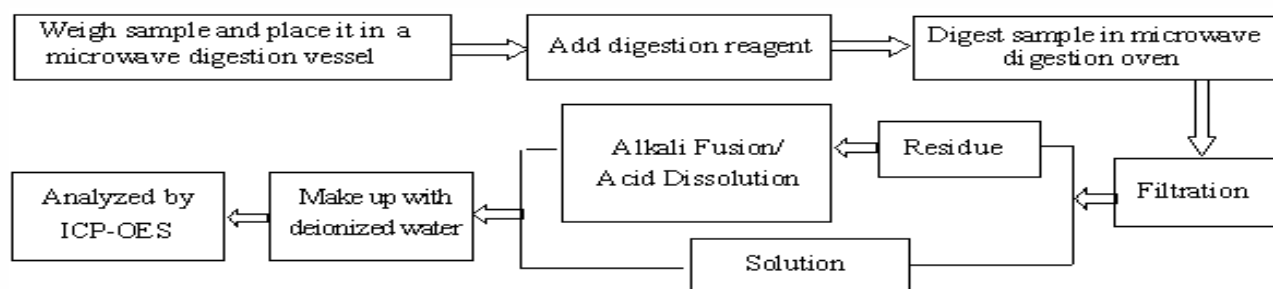 Weigh sample and place it in a
microwave digestion vessel
Add digestion reagent
Digest sample in microwave
digestion oven
Filtration
Residue
Alkali Fusion/
Acid Dissolution
Solution
Make up with
deionized water
Analyzed by
ICP-OES